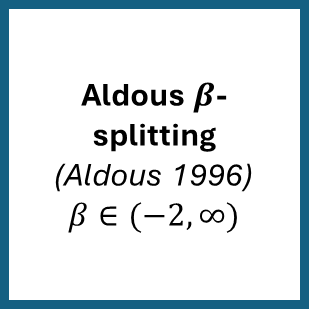 Aldous 𝜷-
splitting
(Aldous 1996)
𝛽 ∈ (−2, ∞)